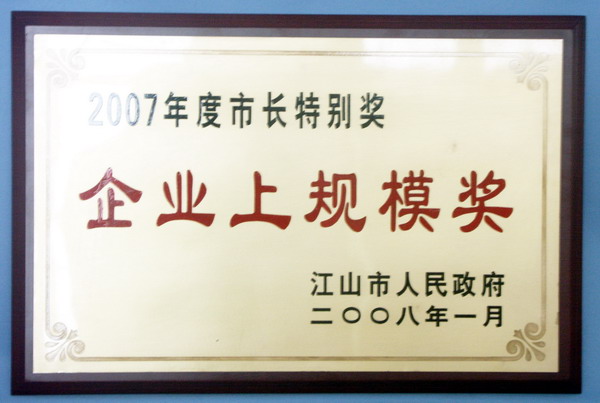 2007年度市长特别奖
企业上规模奖
江山市人民政府
二〇〇八年一月